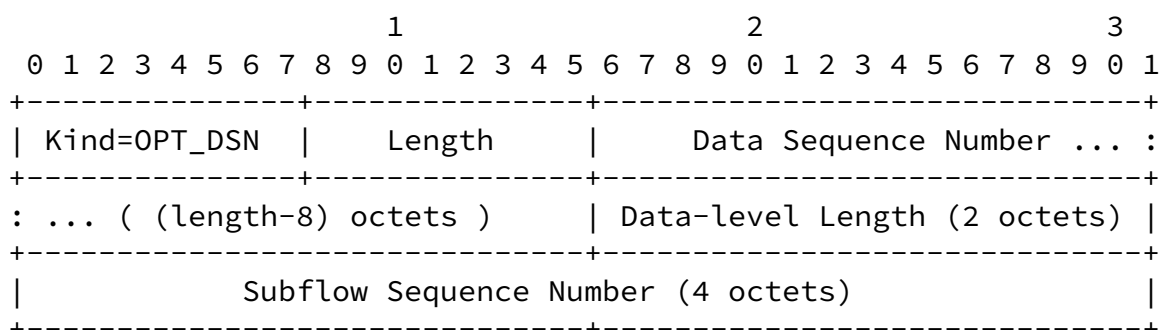 1                   2                   3
 0 1 2 3 4 5 6 7 8 9 0 1 2 3 4 5 6 7 8 9 0 1 2 3 4 5 6 7 8 9 0 1
+---------------+---------------+-------------------------------+
| Kind=OPT_DSN  |    Length     |     Data Sequence Number ... :
+---------------+---------------+-------------------------------+
: ... ( (length-8) octets )     | Data-level Length (2 octets) |
+-------------------------------+-------------------------------+
|             Subflow Sequence Number (4 octets)                |
+-------------------------------+-------------------------------+